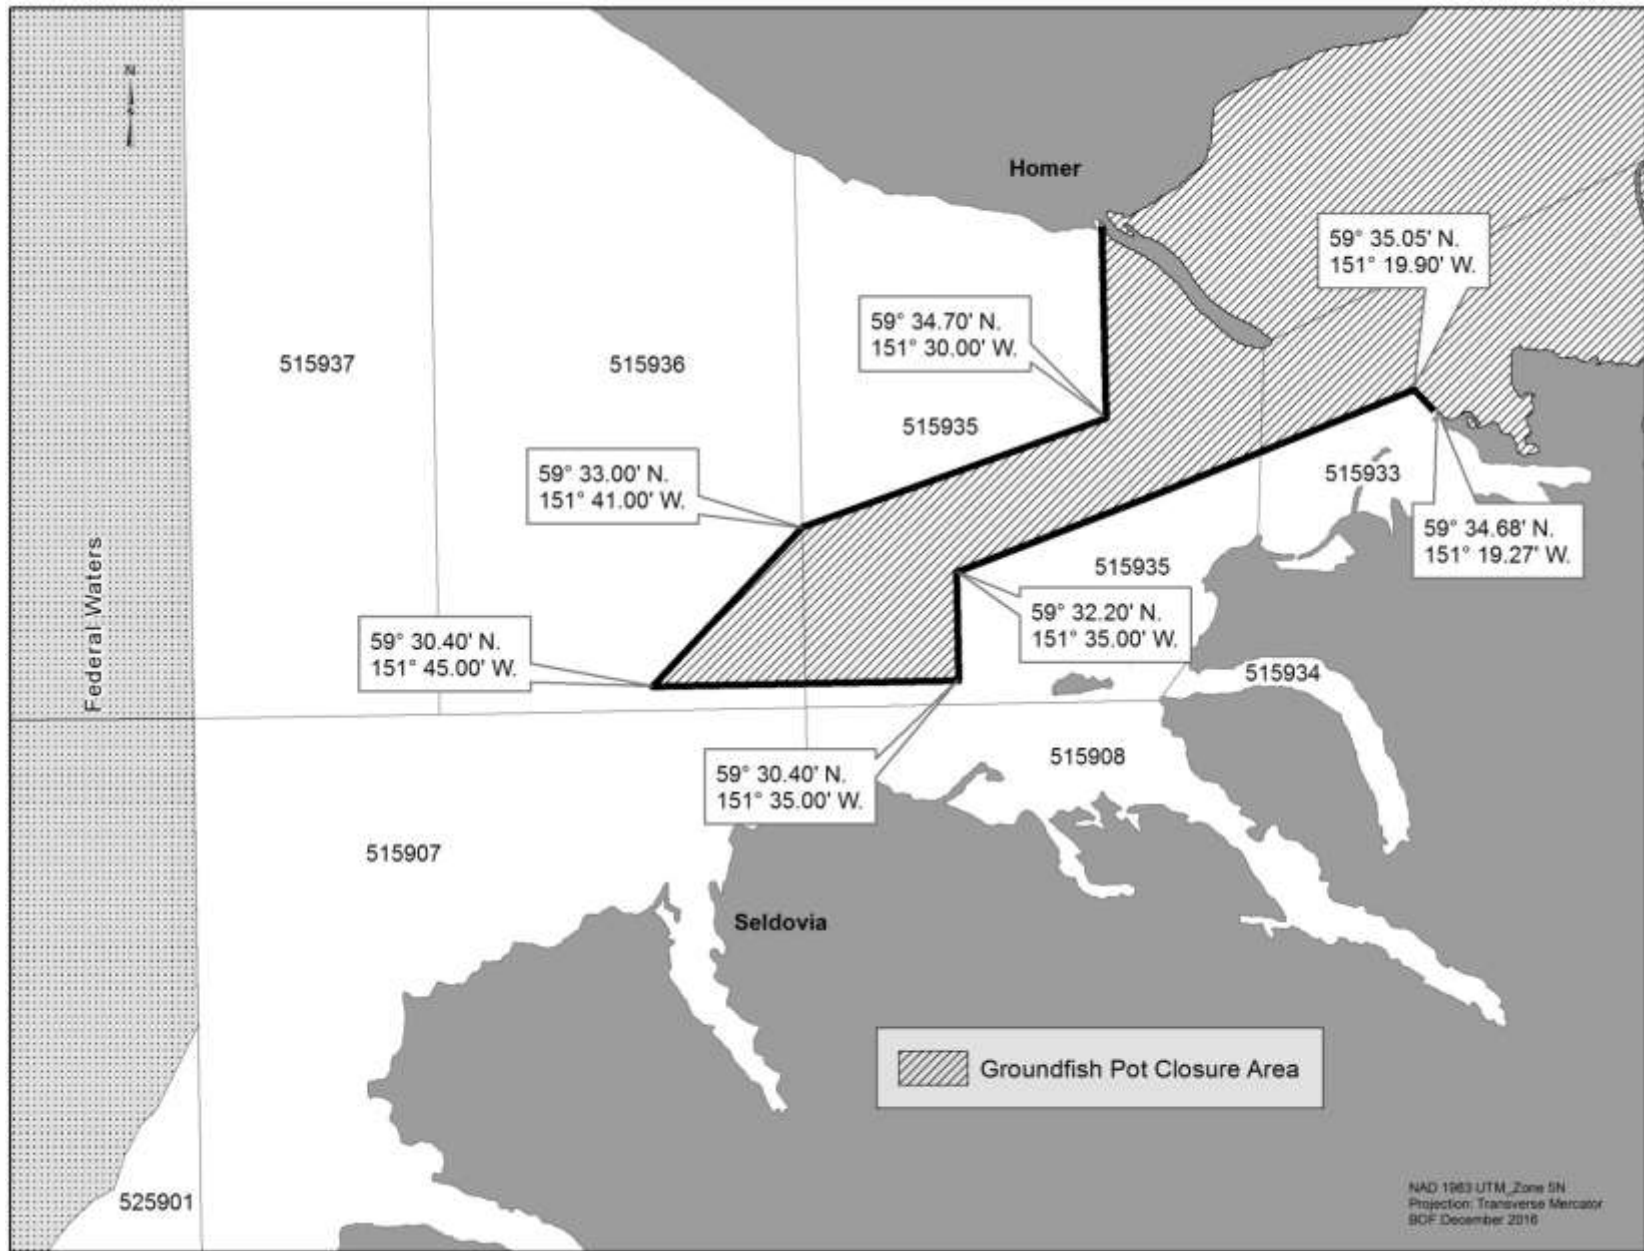 N
Homer
59° 35.05' N.
151° 19.90' W.
59° 34.70' N.
151° 30.00' W.
515937
515936
515935
59° 33.00' N.
151° 41.00' W.
515933
59° 34.68' N.
151° 19.27' W.
Federal Waters
515935
59° 32.20' N.
151° 35.00' W.
59° 30.40' N.
151° 45.00' W.
515934
59° 30.40' N.
151° 35.00' W.
515908
515907
Seldovia
Groundfish Pot Closure Area
525901
NAD 1983 UTM_Zone 5N
Projection: Transverse Mercator
BOF December 2016